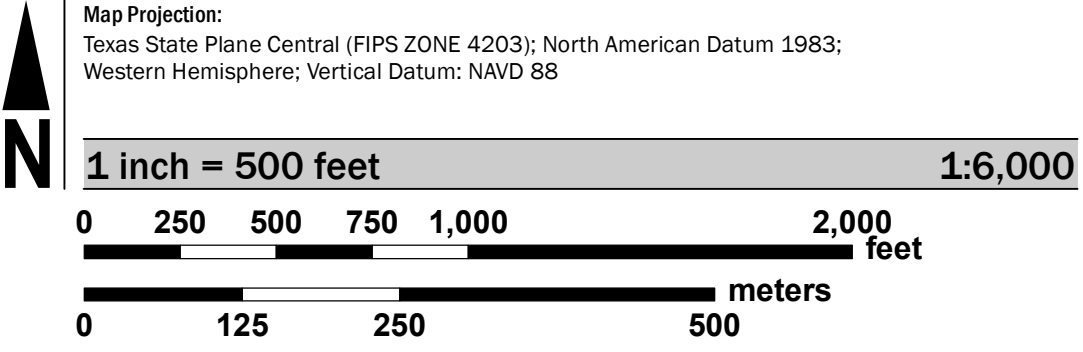 Map Projection:
Texas State Plane Central (FIPS ZONE 4203); North American Datum 1983;
Western Hemisphere; Vertical Datum: NAVD 88
N
1 inch = 500 feet 1:6,000
0 250 500 750 1,000 2,000
feet
meters
0 125 250 500